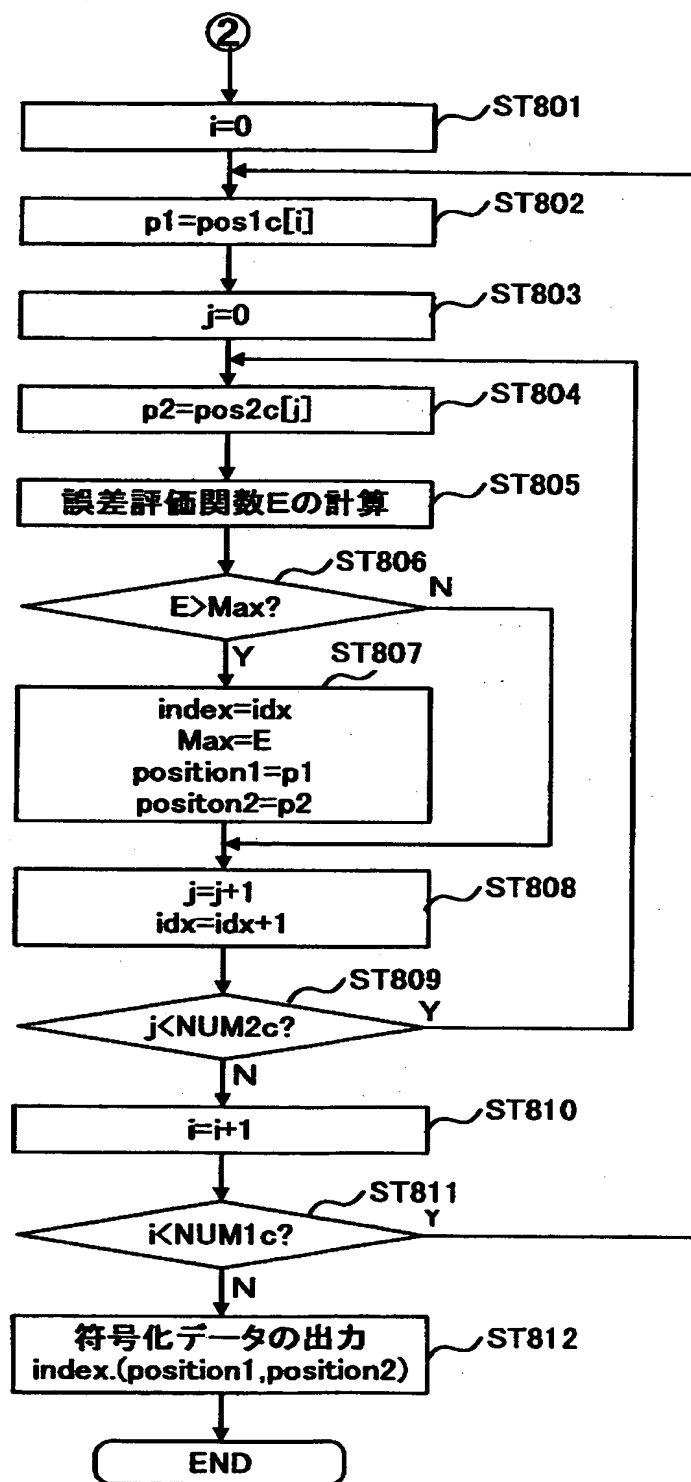 ②
i=0
ST801
p1=pos1c[i]
ST802
j=0
ST803
p2=pos2c[j]
ST804
誤差評価関数Eの計算
ST805
E>Max?
ST806
N
Y
index=idx
Max=E
position1=p1
positon2=p2
ST807
j=j+1
idx=idx+1
ST808
j<NUM2c?
ST809
Y
N
i=i+1
ST810
i<NUM1c?
ST811
Y
N
符号化データの出力
index.(position1,position2)
ST812
END